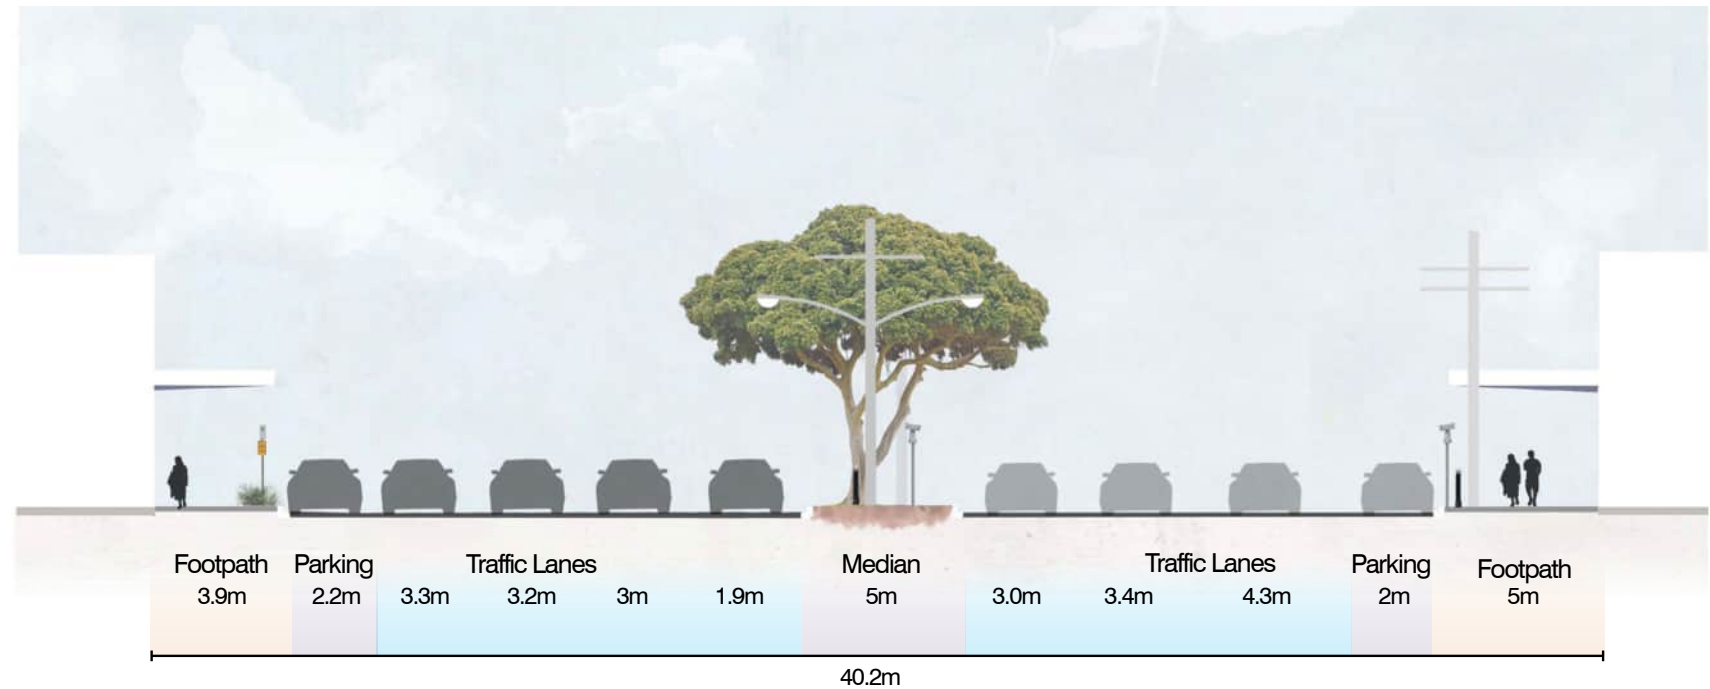 Footpath Parking Traffic Lanes Median Traffic Lanes Parking Footpath
3.9m 2.2m 3.3m 3.2m 3m 1.9m 5m 3.0m 3.4m 4.3m 2m 5m
40.2m